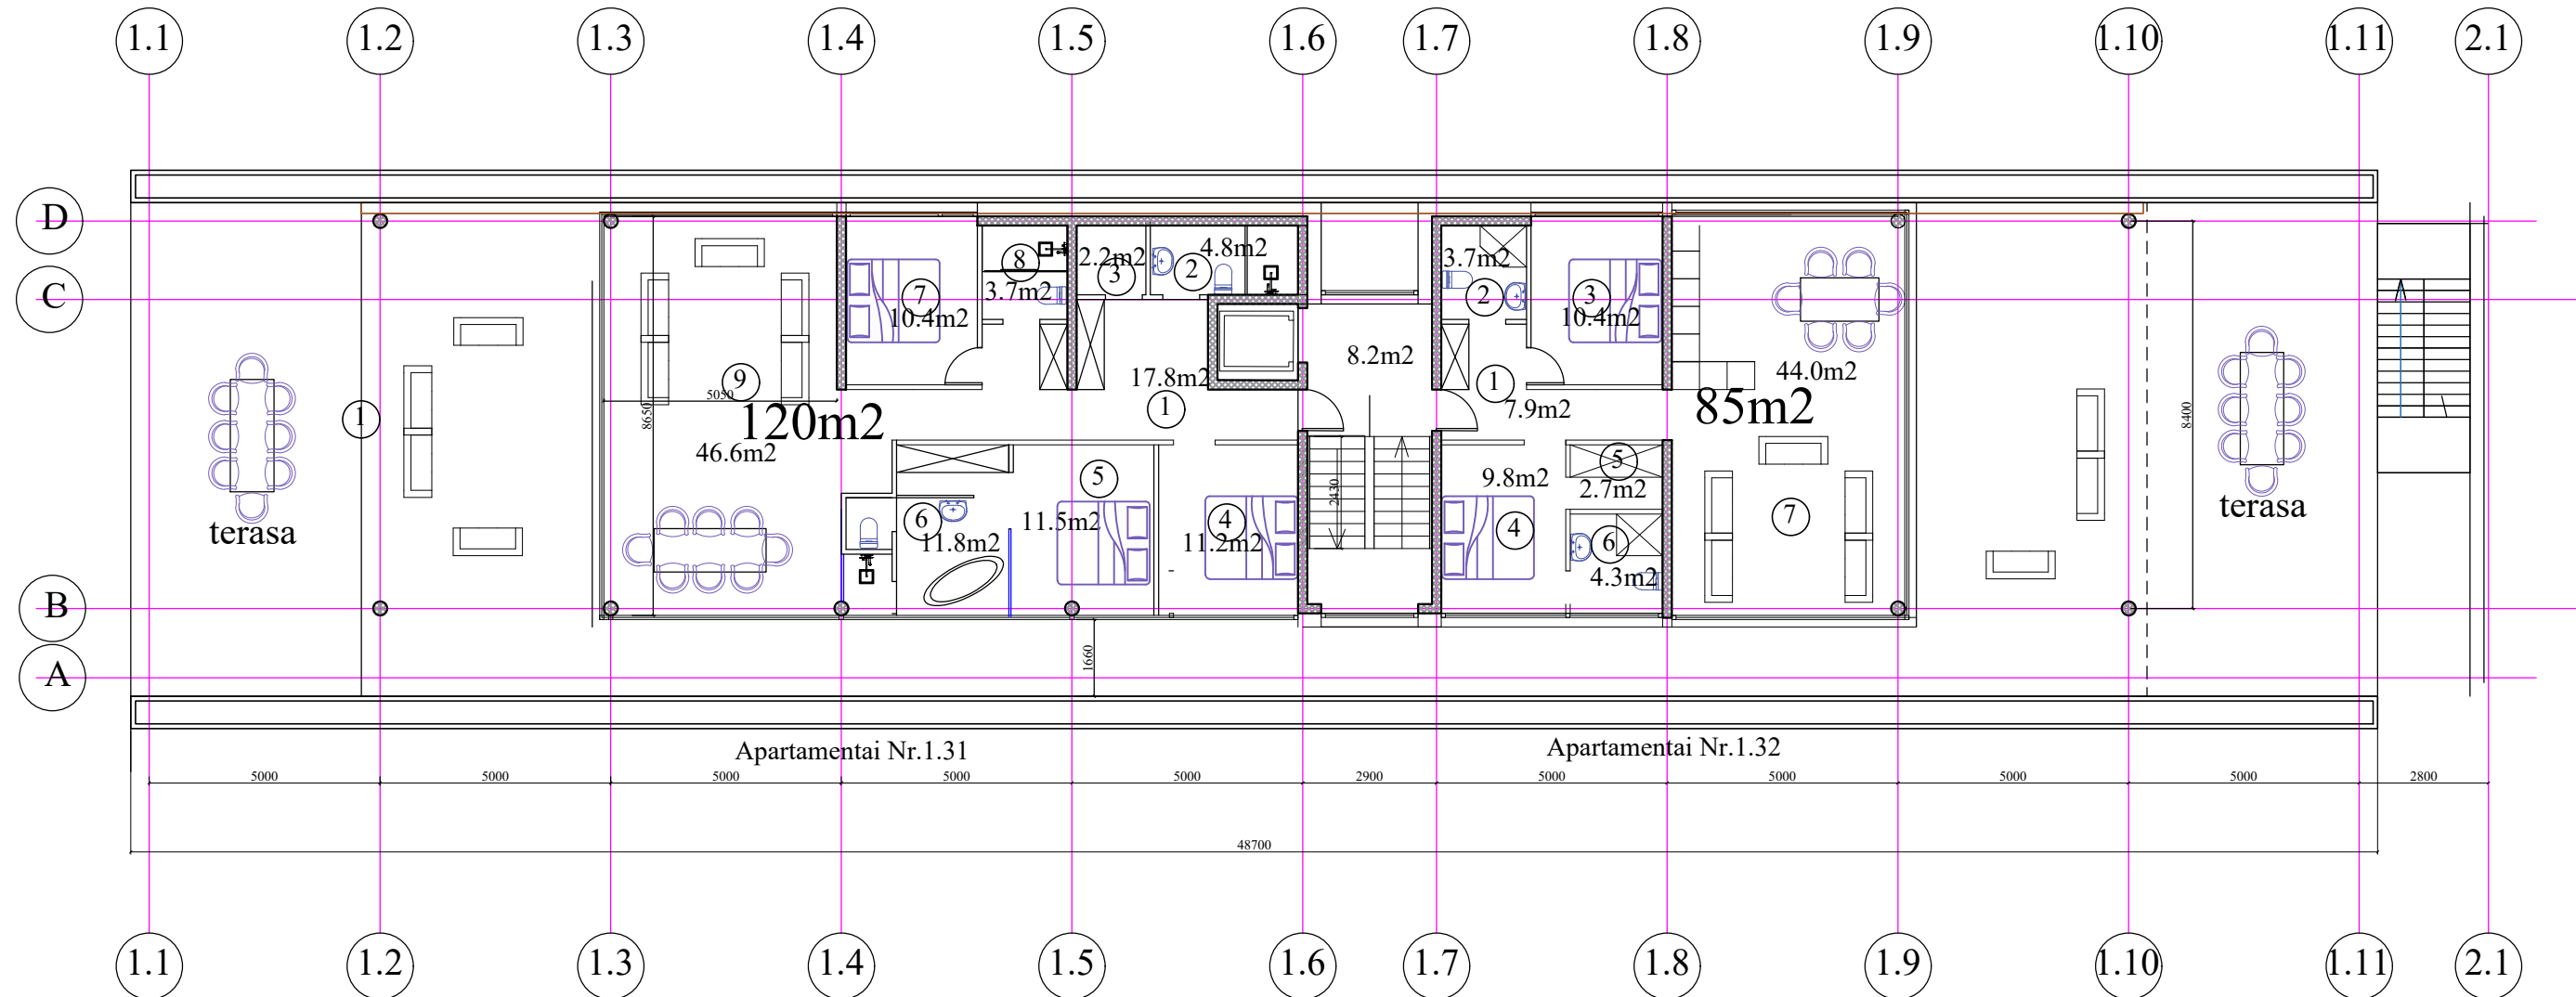 1.1 1.2 1.3 1.4 1.5 1.6 1.7 1.8 1.9 1.10 1.11 2.1
D
C
B
A
8
3.7m2
2.2m2
3
2
4.8m2
7
10.4m2
9
5050
8650
120m2
46.6m2
17.8m2
1
1
terasa
5
11.5m2
6
11.8m2
4
11.2m2
8.2m2
2430
1660
3.7m2
2
3
10.4m2
1
7.9m2
44.0m2
85m2
9.8m2
4
5
2.7m2
6
4.3m2
7
8400
terasa
Apartamentai Nr.1.31
Apartamentai Nr.1.32
5000 5000 5000 5000 5000 2900 5000 5000 5000 5000 2800
48700
1.1 1.2 1.3 1.4 1.5 1.6 1.7 1.8 1.9 1.10 1.11 2.1